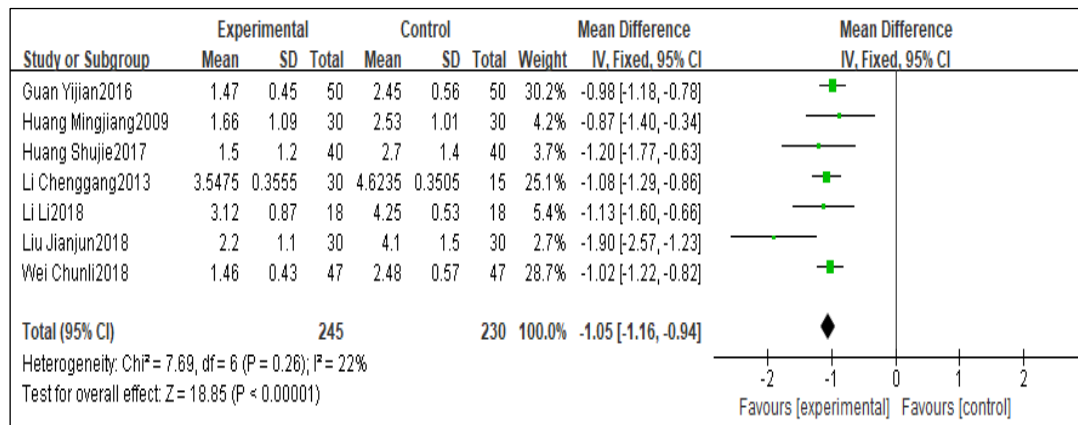 Experimental Control Mean Difference Mean Difference
Study or Subgroup Mean SD Total Mean SD Total Weight IV, Fixed, 95% CI IV, Fixed, 95% CI
Guan Yijian2016 1.47 0.45 50 2.45 0.56 50 30.2% -0.98 [-1.18, -0.78]
Huang Mingjiang2009 1.66 1.09 30 2.53 1.01 30 4.2% -0.87 [-1.40, -0.34]
Huang Shujie2017 1.5 1.2 40 2.7 1.4 40 3.7% -1.20 [-1.77, -0.63]
Li Chenggang2013 3.5475 0.3555 30 4.6235 0.3505 15 25.1% -1.08 [-1.29, -0.86]
Li Li2018 3.12 0.87 18 4.25 0.53 18 5.4% -1.13 [-1.60, -0.66]
Liu Jianjun2018 2.2 1.1 30 4.1 1.5 30 2.7% -1.90 [-2.57, -1.23]
Wei Chunli2018 1.46 0.43 47 2.48 0.57 47 28.7% -1.02 [-1.22, -0.82]
Total (95% CI) 245 230 100.0% -1.05 [-1.16, -0.94]
Heterogeneity: Chi² = 7.69, df = 6 (P = 0.26); I² = 22%
Test for overall effect: Z = 18.85 (P < 0.00001)
-2 -1 0 1 2
Favours [experimental] Favours [control]